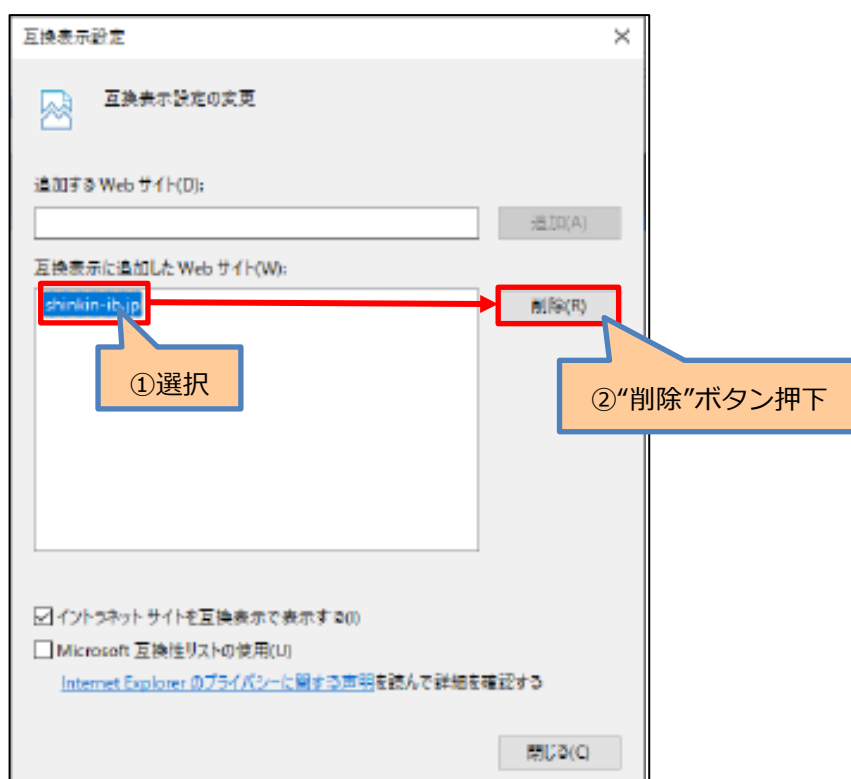 互換表示設定
互換表示設定の変更
追加する Web サイト(D):
追加(A)
互換表示に追加した Web サイト(W):
shinkin-ib.jp
削除(R)
①選択
②“削除”ボタン押下
イントラネット サイトを互換表示で表示する(I)
Microsoft 互換性リストの使用(U)
Internet Explorer のプライバシーに関する声明を読んで詳細を確認する
閉じる(C)